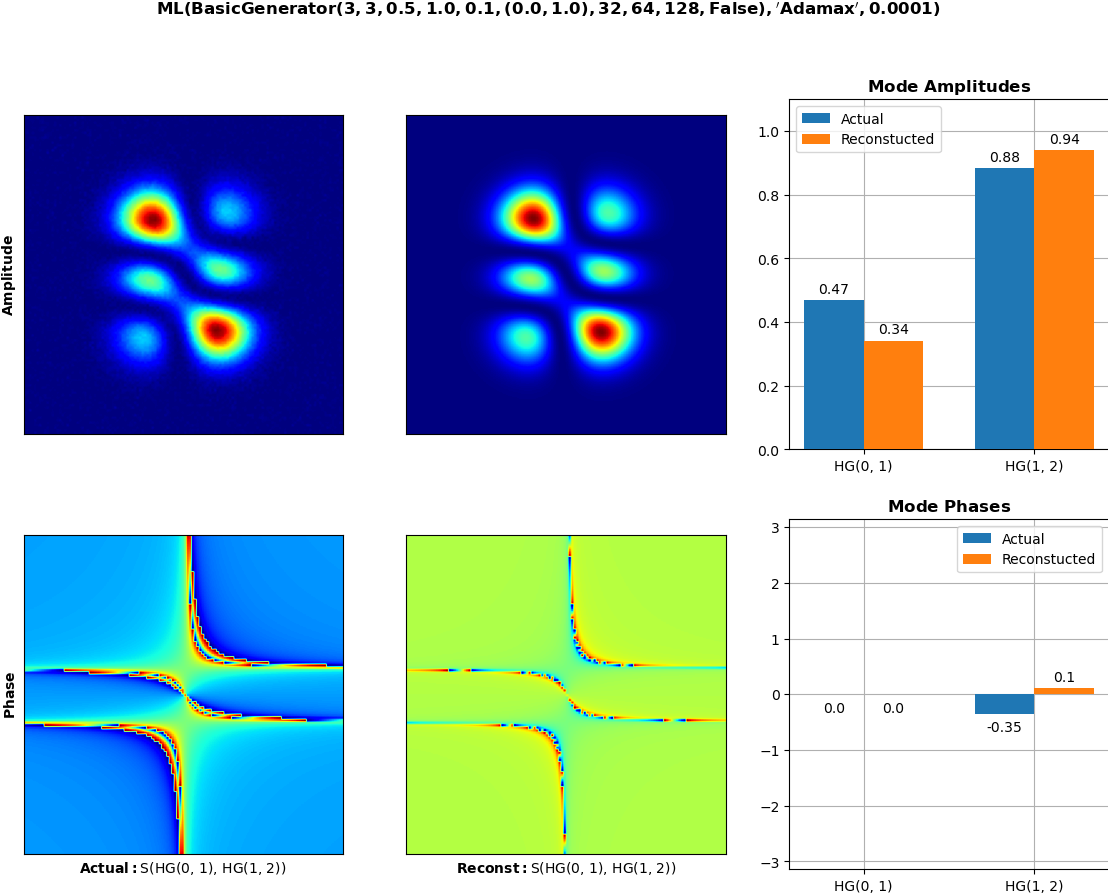 ML(BasicGenerator(3, 3, 0.5, 1.0, 0.1, (0.0, 1.0), 32, 64, 128, False), ′Adamax′, 0.0001)
Amplitude
Mode Amplitudes
Actual
Reconstucted
1.0
0.8
0.6
0.4
0.2
0.0
0.47
0.34
0.88
0.94
HG(0, 1)
HG(1, 2)
Phase
Actual: S(HG(0, 1), HG(1, 2))
Reconst: S(HG(0, 1), HG(1, 2))
Mode Phases
Actual
Reconstucted
3
2
1
0
−1
−2
−3
0.0
0.0
-0.35
0.1
HG(0, 1)
HG(1, 2)